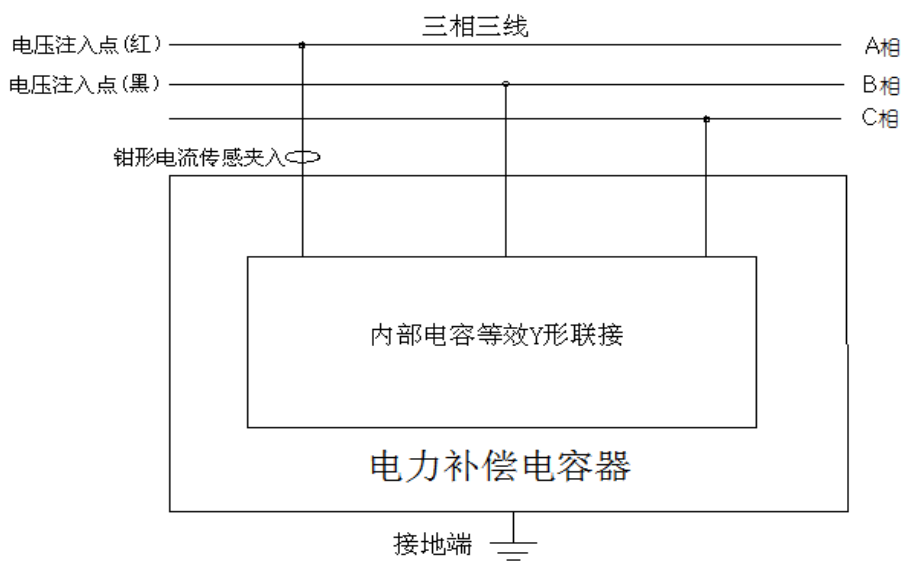 三相三线
电压注入点(红)
A相
电压注入点(黑)
B相
C相
钳形电流传感夹入
内部电容等效Y形联接
电力补偿电容器
接地端